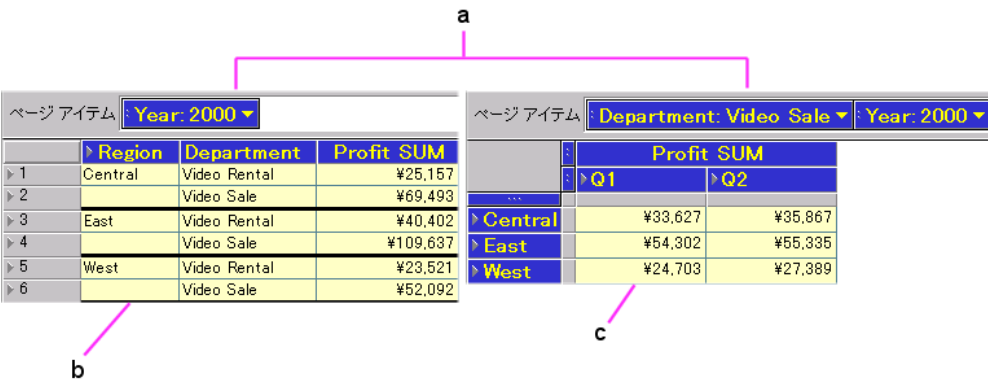 a
ページ アイテム Year: 2000
Region Department Profit SUM
1 Central Video Rental ¥25,157
2 Video Sale ¥69,493
3 East Video Rental ¥40,402
4 Video Sale ¥109,637
5 West Video Rental ¥23,521
6 Video Sale ¥52,092
b
ページ アイテム Department: Video Sale Year: 2000
Profit SUM
Q1 Q2
Central ¥33,627 ¥35,867
East ¥54,302 ¥55,335
West ¥24,703 ¥27,389
c